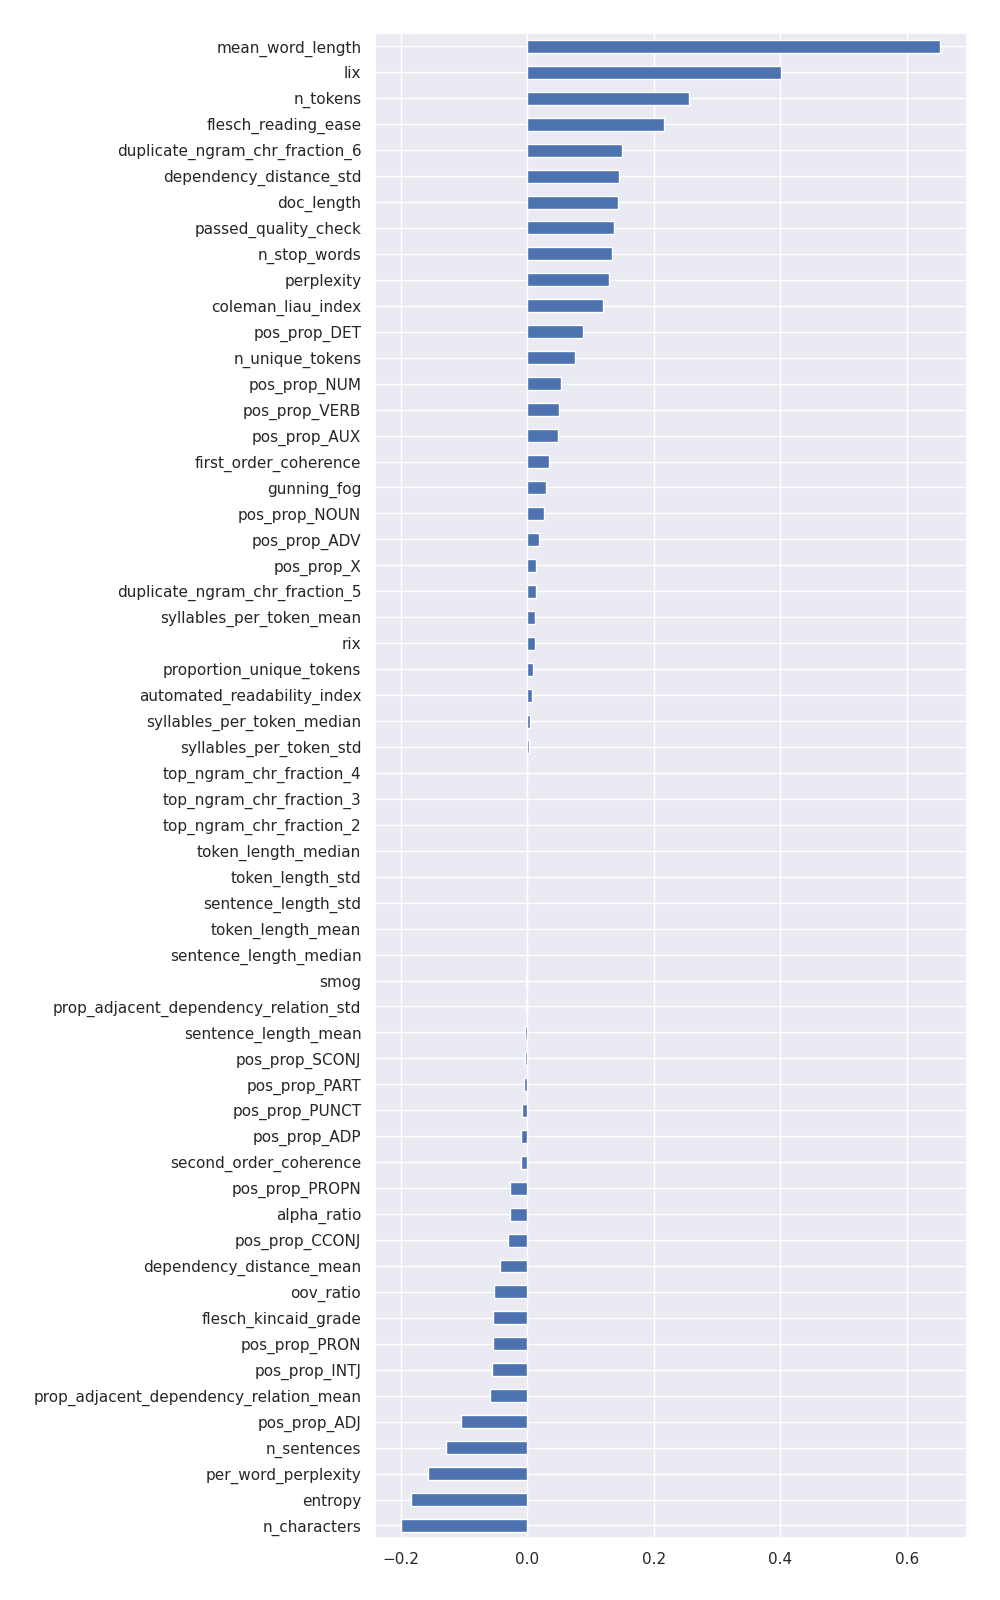 mean_word_length
lix
n_tokens
flesch_reading_ease
duplicate_ngram_chr_fraction_6
dependency_distance_std
doc_length
passed_quality_check
n_stop_words
perplexity
coleman_liau_index
pos_prop_DET
n_unique_tokens
pos_prop_NUM
pos_prop_VERB
pos_prop_AUX
first_order_coherence
gunning_fog
pos_prop_NOUN
pos_prop_ADV
pos_prop_X
duplicate_ngram_chr_fraction_5
syllables_per_token_mean
rix
proportion_unique_tokens
automated_readability_index
syllables_per_token_median
syllables_per_token_std
top_ngram_chr_fraction_4
top_ngram_chr_fraction_3
top_ngram_chr_fraction_2
token_length_median
token_length_std
sentence_length_std
token_length_mean
sentence_length_median
smog
prop_adjacent_dependency_relation_std
sentence_length_mean
pos_prop_SCONJ
pos_prop_PART
pos_prop_PUNCT
pos_prop_ADP
second_order_coherence
pos_prop_PROPN
alpha_ratio
pos_prop_CCONJ
dependency_distance_mean
oov_ratio
flesch_kincaid_grade
pos_prop_PRON
pos_prop_INTJ
prop_adjacent_dependency_relation_mean
pos_prop_ADJ
n_sentences
per_word_perplexity
entropy
n_characters
−0.2 0.0 0.2 0.4 0.6